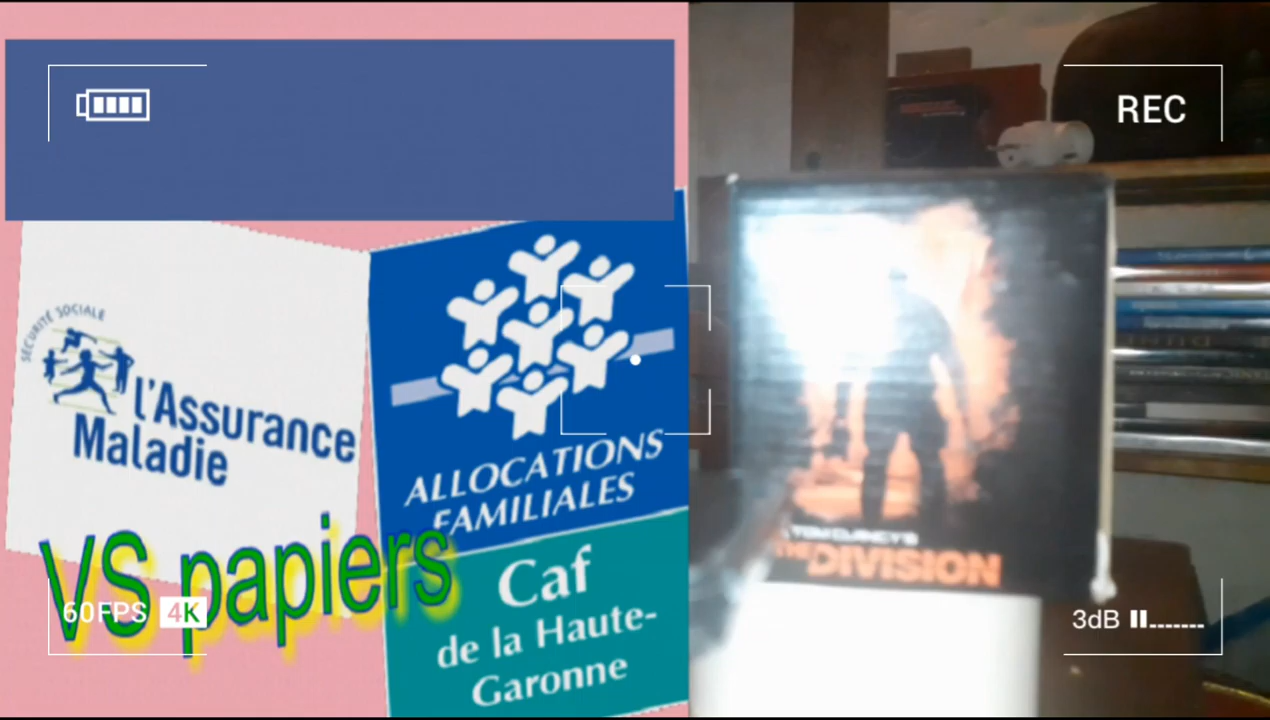 REC
SÉCURITÉ SOCIALE
l'Assurance
Maladie
ALLOCATIONS
FAMILIALES
VS papiers
Caf
de la Haute-
Garonne
60FPS 4K
TOM CLANCY'S
THE DIVISION
3dB